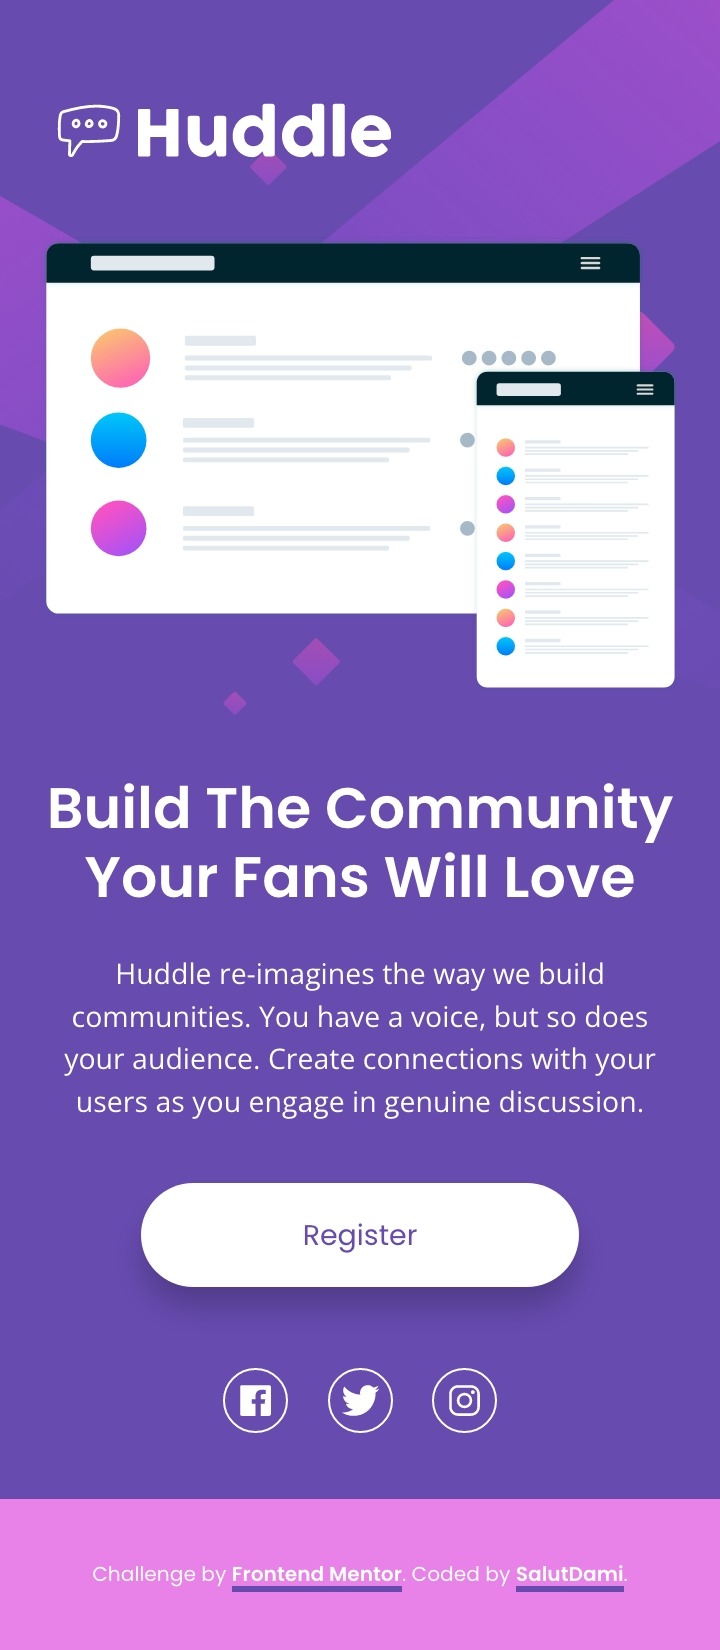 Huddle
Build The Community
Your Fans Will Love
Huddle re-imagines the way we build
communities. You have a voice, but so does
your audience. Create connections with your
users as you engage in genuine discussion.
Register
Challenge by Frontend Mentor. Coded by SalutDami.